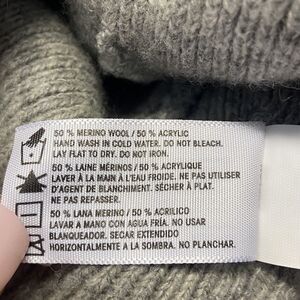 50 % MERINO WOOL / 50 % ACRYLIC
HAND WASH IN COLD WATER. DO NOT BLEACH.
LAY FLAT TO DRY. DO NOT IRON.
50 % LAINE MÉRINOS / 50 % ACRYLIQUE
LAVER À LA MAIN À L'EAU FROIDE. NE PAS UTILISER
D'AGENT DE BLANCHIMENT. SÉCHER À PLAT.
NE PAS REPASSER.
50 % LANA MERINO / 50 % ACRILICO
LAVAR A MANO CON AGUA FRÍA. NO USAR
BLANQUEADOR. SECAR EXTENDIDO
HORIZONTALMENTE A LA SOMBRA. NO PLANCHAR.